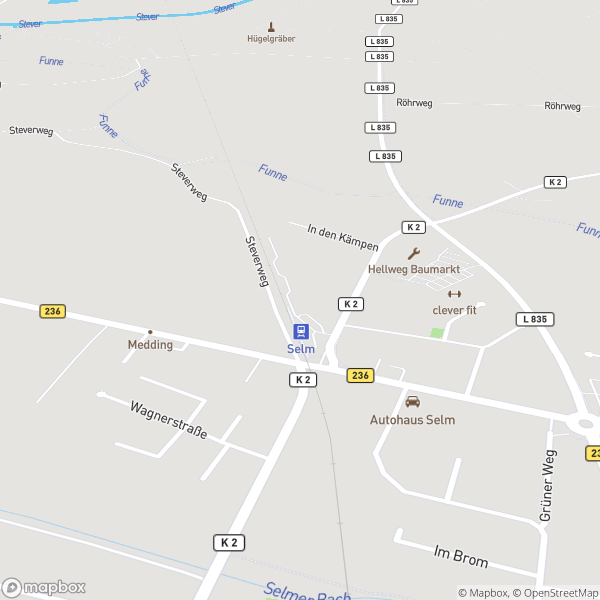 L 835
Stever
Stever
Stever
L 835
Hügelgräber
L 835
Funne
Funne
L 835
Röhrweg
Röhrweg
Funne
L 835
Steverweg
L 835
Funne
Steverweg
K 2
Funne
Funne
K 2
In den Kämpen
Steverweg
Hellweg Baumarkt
K 2
clever fit
236
L 835
Selm
Medding
K 2
236
Wagnerstraße
Autohaus Selm
Grüner Weg
K 2
Im Brom
Selmer Bach
mapbox
© Mapbox, © OpenStreetMap